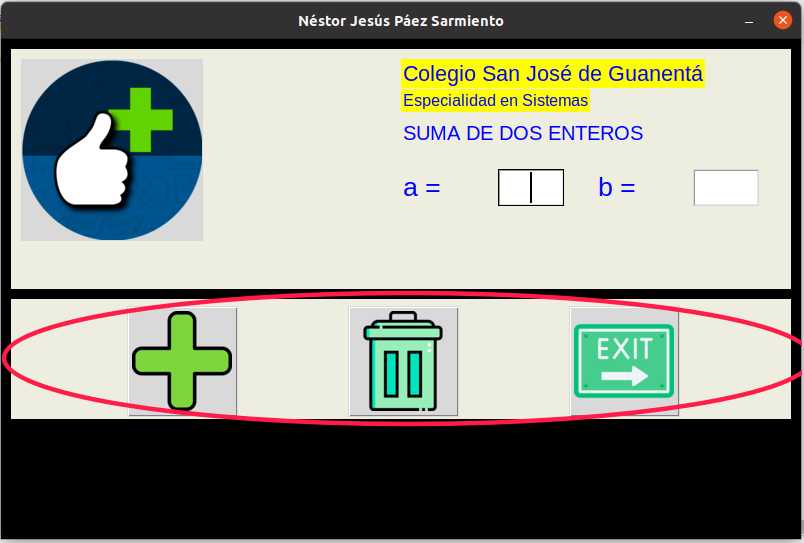 Néstor Jesús Páez Sarmiento
Colegio San José de Guanentá
Especialidad en Sistemas
SUMA DE DOS ENTEROS
a = b =
EXIT